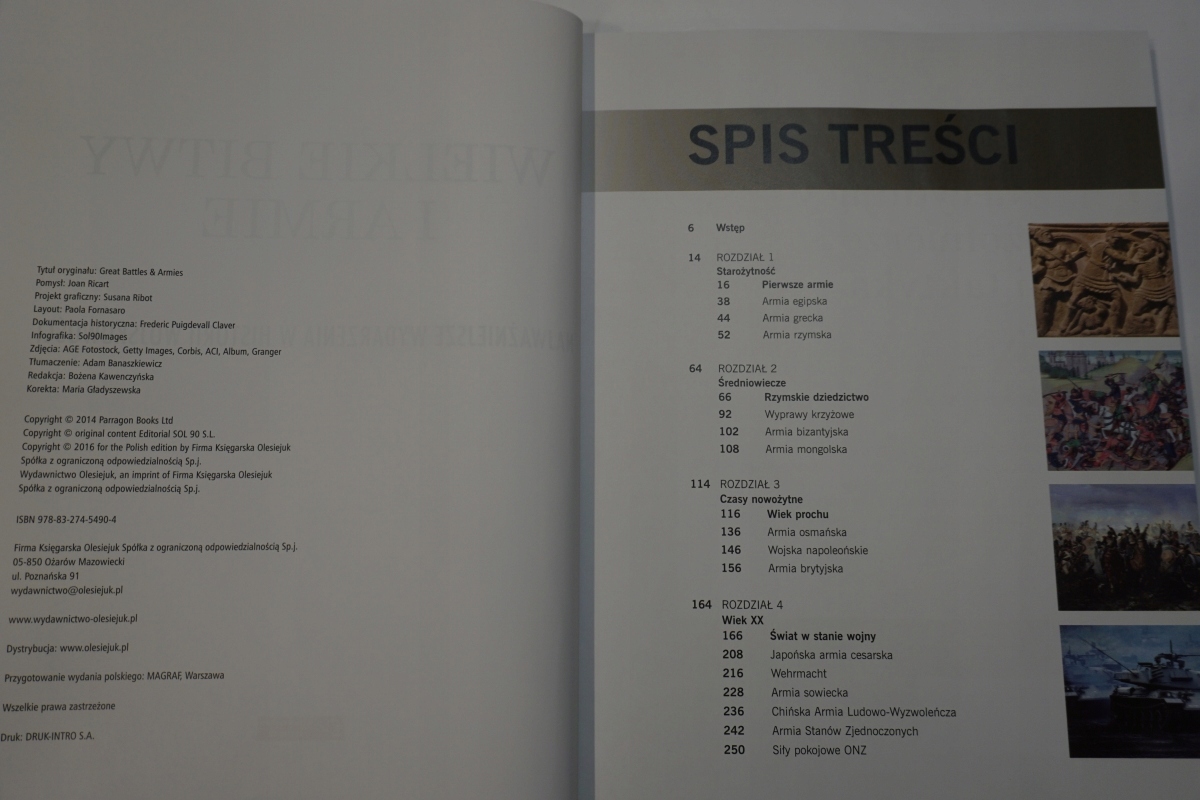 WIELKIE BITWY
I ARMIE
Tytuł oryginału: Great Battles & Armies
Pomysł: Joan Ricart
Projekt graficzny: Susana Ribot
Layout: Paola Fornasaro
Dokumentacja historyczna: Frederic Puigdevall Claver
Infografika: Sol90Images
Zdjęcia: AGE Fotostock, Getty Images, Corbis, ACI, Album, Granger
Tłumaczenie: Adam Banaszkiewicz
Redakcja: Bożena Kawenczyńska
Korekta: Maria Gładyszewska
Copyright © 2014 Parragon Books Ltd
Copyright © original content Editorial SOL 90 S.L.
Copyright © 2016 for the Polish edition by Firma Księgarska Olesiejuk
Spółka z ograniczoną odpowiedzialnością Sp.j.
Wydawnictwo Olesiejuk, an imprint of Firma Księgarska Olesiejuk
Spółka z ograniczoną odpowiedzialnością Sp.j.
ISBN 978-83-274-5490-4
Firma Księgarska Olesiejuk Spółka z ograniczoną odpowiedzialnością Sp.j.
05-850 Ożarów Mazowiecki
ul. Poznańska 91
wydawnictwo@olesiejuk.pl
www.wydawnictwo-olesiejuk.pl
Dystrybucja: www.olesiejuk.pl
Przygotowanie wydania polskiego: MAGRAF, Warszawa
Wszelkie prawa zastrzeżone
Druk: DRUK-INTRO S.A.
SPIS TREŚCI
6 Wstęp
14 ROZDZIAŁ 1
Starożytność
16 Pierwsze armie
38 Armia egipska
44 Armia grecka
52 Armia rzymska
64 ROZDZIAŁ 2
Średniowiecze
66 Rzymskie dziedzictwo
92 Wyprawy krzyżowe
102 Armia bizantyjska
108 Armia mongolska
114 ROZDZIAŁ 3
Czasy nowożytne
116 Wiek prochu
136 Armia osmańska
146 Wojska napoleońskie
156 Armia brytyjska
164 ROZDZIAŁ 4
Wiek XX
166 Świat w stanie wojny
208 Japońska armia cesarska
216 Wehrmacht
228 Armia sowiecka
236 Chińska Armia Ludowo-Wyzwoleńcza
242 Armia Stanów Zjednoczonych
250 Siły pokojowe ONZ